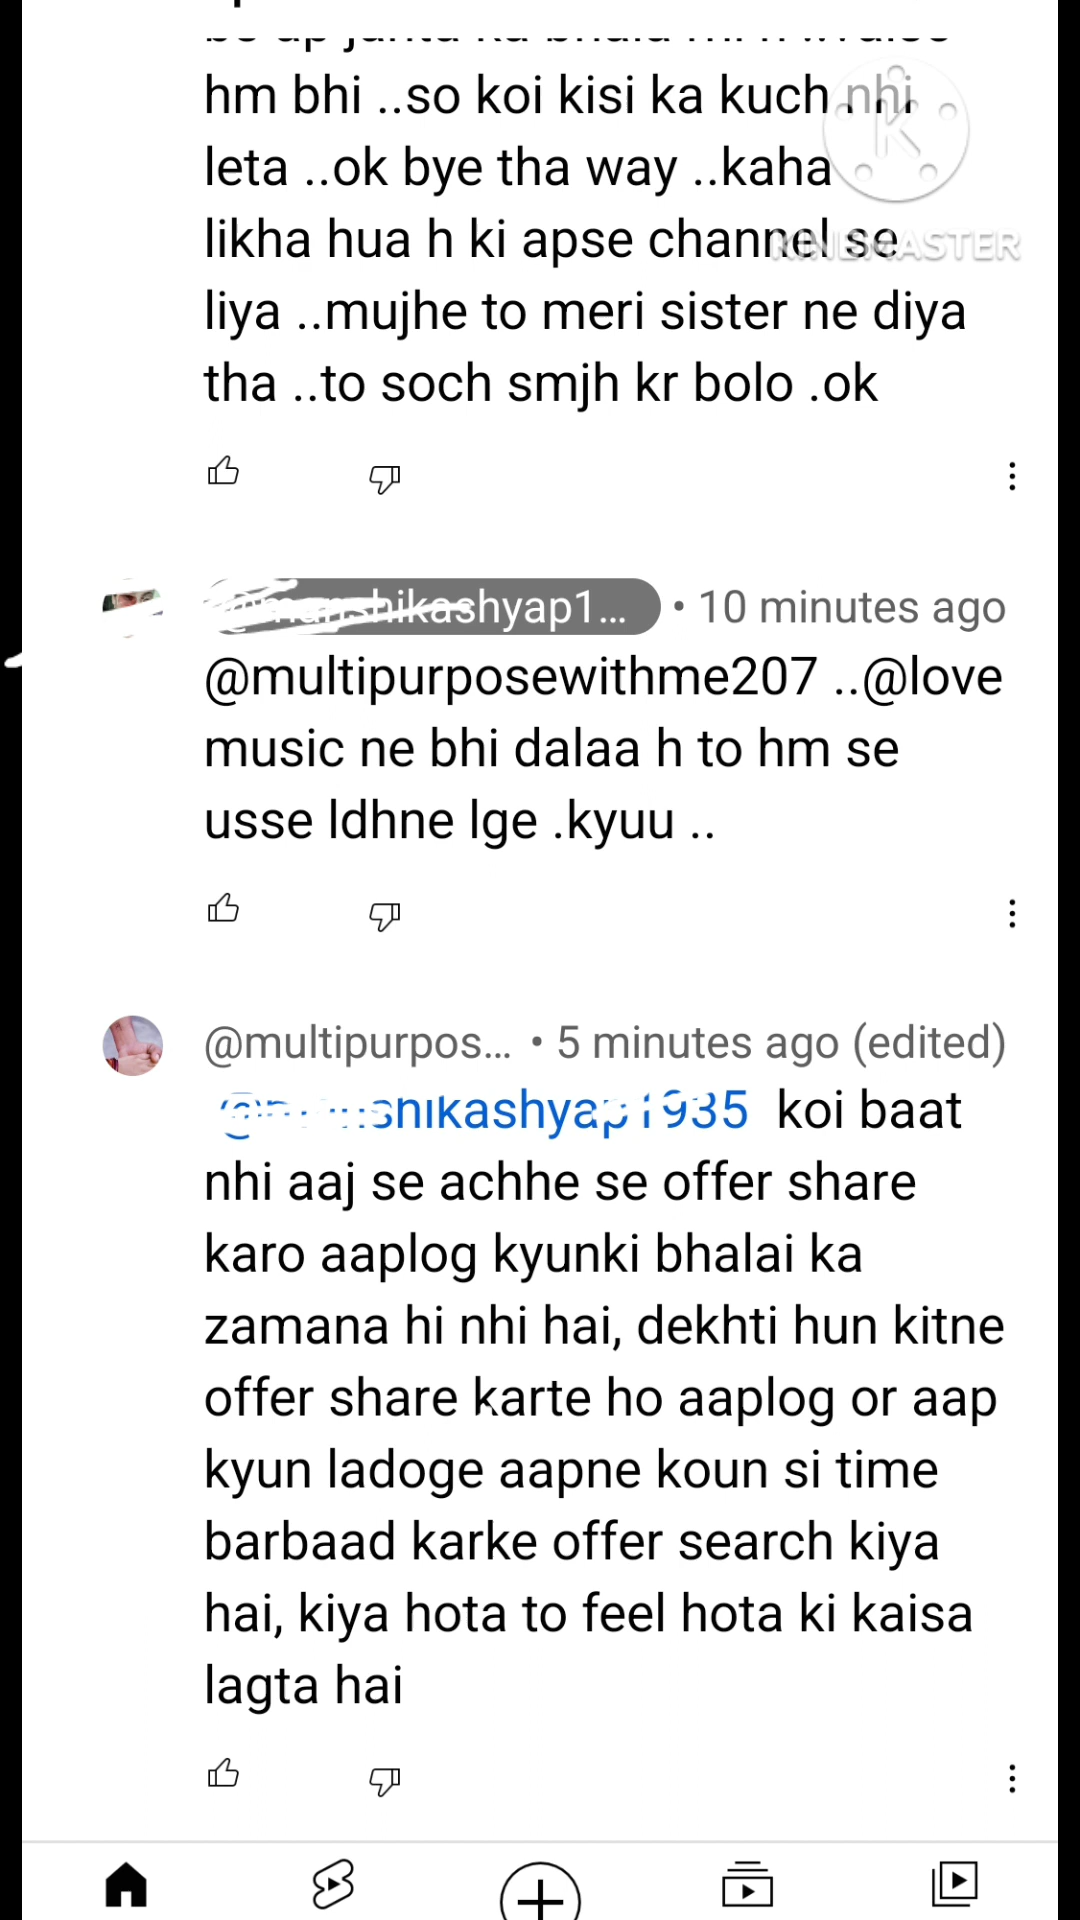 hm bhi ..so koi kisi ka kuch nhi
leta ..ok bye tha way ..kaha
likha hua h ki apse channel se
liya ..mujhe to meri sister ne diya
tha ..to soch smjh kr bolo .ok
K
KINEMASTER
shikashyap1... • 10 minutes ago
@multipurposewithme207 ..@love
music ne bhi dalaa h to hm se
usse ldhne lge .kyuu ..
@multipurpos... • 5 minutes ago (edited)
shikashyap1935 koi baat
nhi aaj se achhe se offer share
karo aaplog kyunki bhalai ka
zamana hi nhi hai, dekhti hun kitne
offer share karte ho aaplog or aap
kyun ladoge aapne koun si time
barbaad karke offer search kiya
hai, kiya hota to feel hota ki kaisa
lagta hai